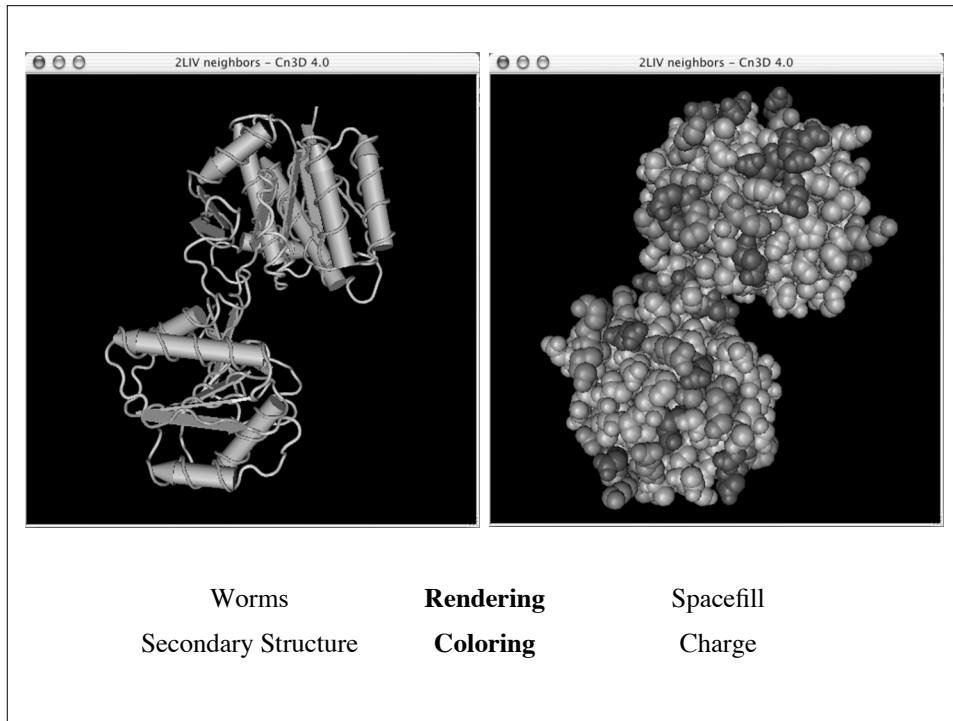 2LIV neighbors – Cn3D 4.0
2LIV neighbors – Cn3D 4.0
Worms Rendering Spacefill
Secondary Structure Coloring Charge